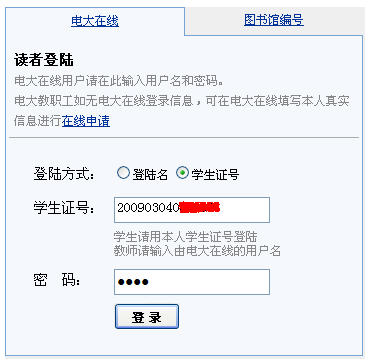 电大在线
图书馆编号
读者登陆
电大在线用户请在此输入用户名和密码。
电大教职工如无电大在线登录信息，可在电大在线填写本人真实
信息进行在线申请
登陆方式： 登陆名 学生证号
学生证号： 200903040
学生请用本人学生证号登陆
教师请输入由电大在线的用户名
密 码： ●●●●
登录